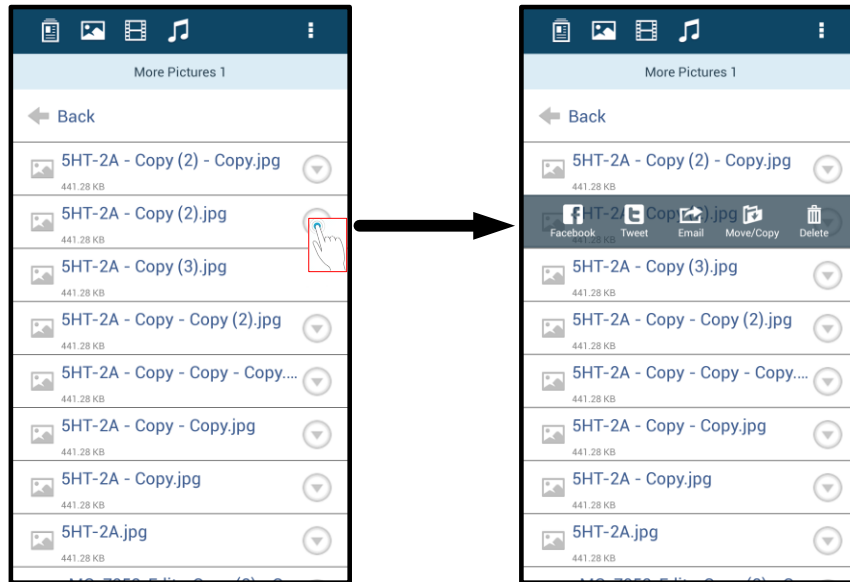 More Pictures 1
Back
5HT-2A - Copy (2) - Copy.jpg
441.28 KB
5HT-2A - Copy (2).jpg
441.28 KB
5HT-2A - Copy (3).jpg
441.28 KB
5HT-2A - Copy - Copy (2).jpg
441.28 KB
5HT-2A - Copy - Copy - Copy....
441.28 KB
5HT-2A - Copy - Copy.jpg
441.28 KB
5HT-2A - Copy.jpg
441.28 KB
5HT-2A.jpg
441.28 KB
More Pictures 1
Back
5HT-2A - Copy (2) - Copy.jpg
441.28 KB
Facebook Tweet Email Move/Copy Delete
5HT-2A - Copy (3).jpg
441.28 KB
5HT-2A - Copy - Copy (2).jpg
441.28 KB
5HT-2A - Copy - Copy - Copy....
441.28 KB
5HT-2A - Copy - Copy.jpg
441.28 KB
5HT-2A - Copy.jpg
441.28 KB
5HT-2A.jpg
441.28 KB